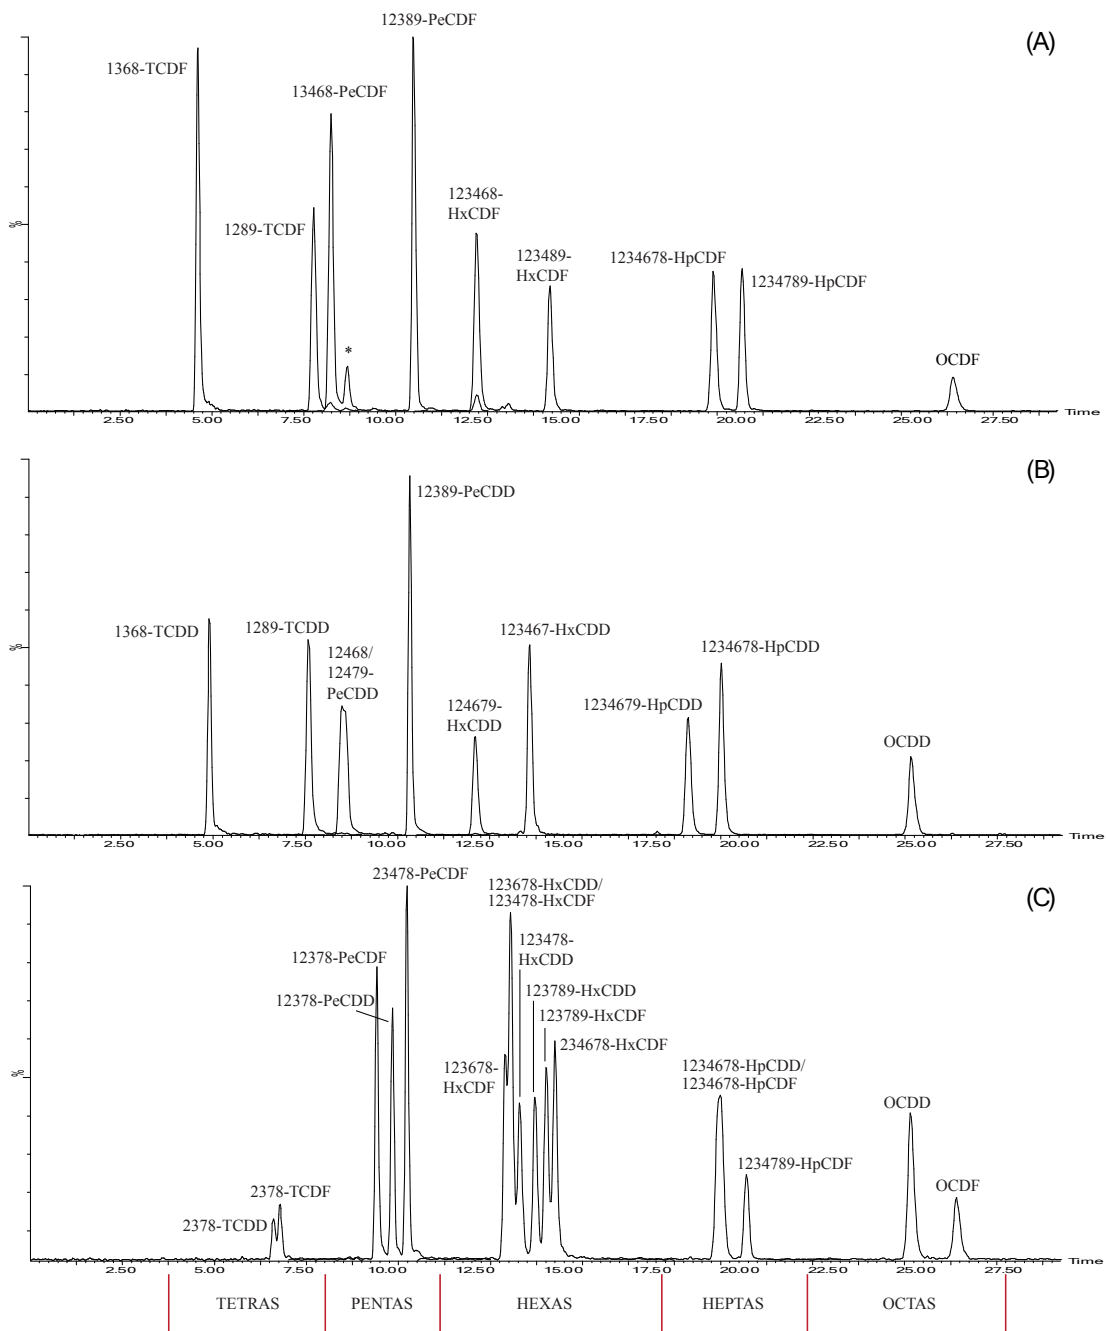 (A)
12389-PeCDF
1368-TCDF
13468-PeCDF
123468-
HxCDF
1289-TCDF
123489-
HxCDF
1234678-HpCDF
1234789-HpCDF
*
OCDF
%
Time
2.50 5.00 7.50 10.00 12.50 15.00 17.50 20.00 22.50 25.00 27.50
(B)
12389-PeCDD
1368-TCDD
1289-TCDD
12468/
12479-
PeCDD
123467-HxCDD
1234678-HpCDD
124679-
HxCDD
1234679-HpCDD
OCDD
%
Time
2.50 5.00 7.50 10.00 12.50 15.00 17.50 20.00 22.50 25.00 27.50
(C)
23478-PeCDF
123678-HxCDD/
123478-HxCDF
12378-PeCDF
123478-
HxCDD
12378-PeCDD
123789-HxCDD
123789-HxCDF
234678-HxCDF
123678-
HxCDF
1234678-HpCDD/
1234678-HpCDF
OCDD
1234789-HpCDF
2378-TCDF
2378-TCDD
OCDF
%
Time
2.50 5.00 7.50 10.00 12.50 15.00 17.50 20.00 22.50 25.00 27.50
TETRAS PENTAS HEXAS HEPTAS OCTAS